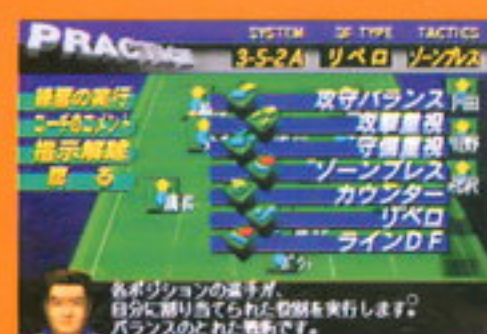 PRACTICE
SYSTEM DF TYPE TACTICS
3-5-2A リベロ ゾーンプレス
練習の実行
コーチのコメント
指示解除
戻る
攻守バランス
攻撃重視
守備重視
ゾーンプレス
カウンター
リベロ
ラインDF
各ポジションの選手が、
自分に割り当てられた役割を実行します。
バランスのとれた戦術です。